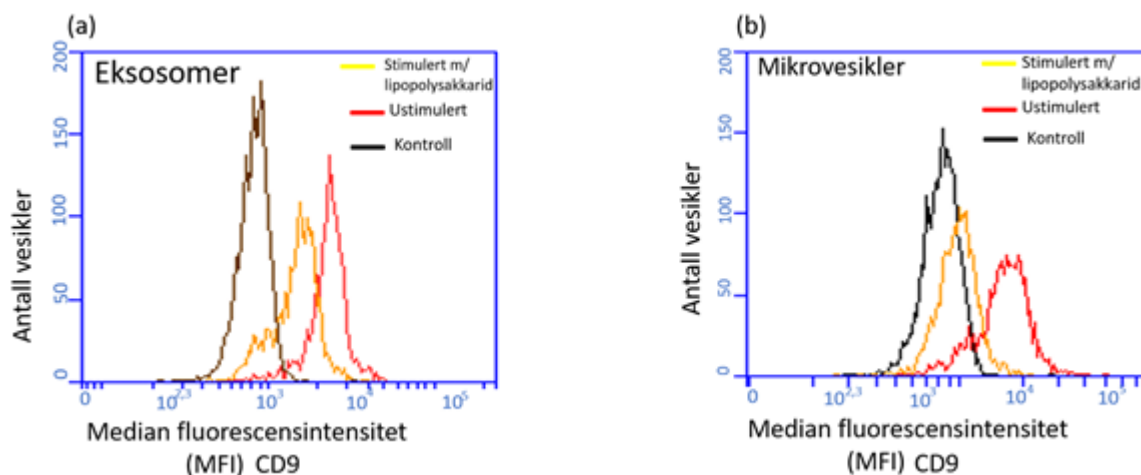 (a)
Eksosomer
Stimulert m/
lipopolysakkarid
Ustimulert
Kontroll
200
150
100
50
0
Antall vesikler
0 10^2,3 10^3 10^4 10^5
Median fluorescensintensitet
(MFI) CD9
(b)
Mikrovesikler
Stimulert m/
lipopolysakkarid
Ustimulert
Kontroll
200
150
100
50
0
Antall vesikler
0 10^2,3 10^3 10^4 10^5
Median fluorescensintensitet
(MFI) CD9